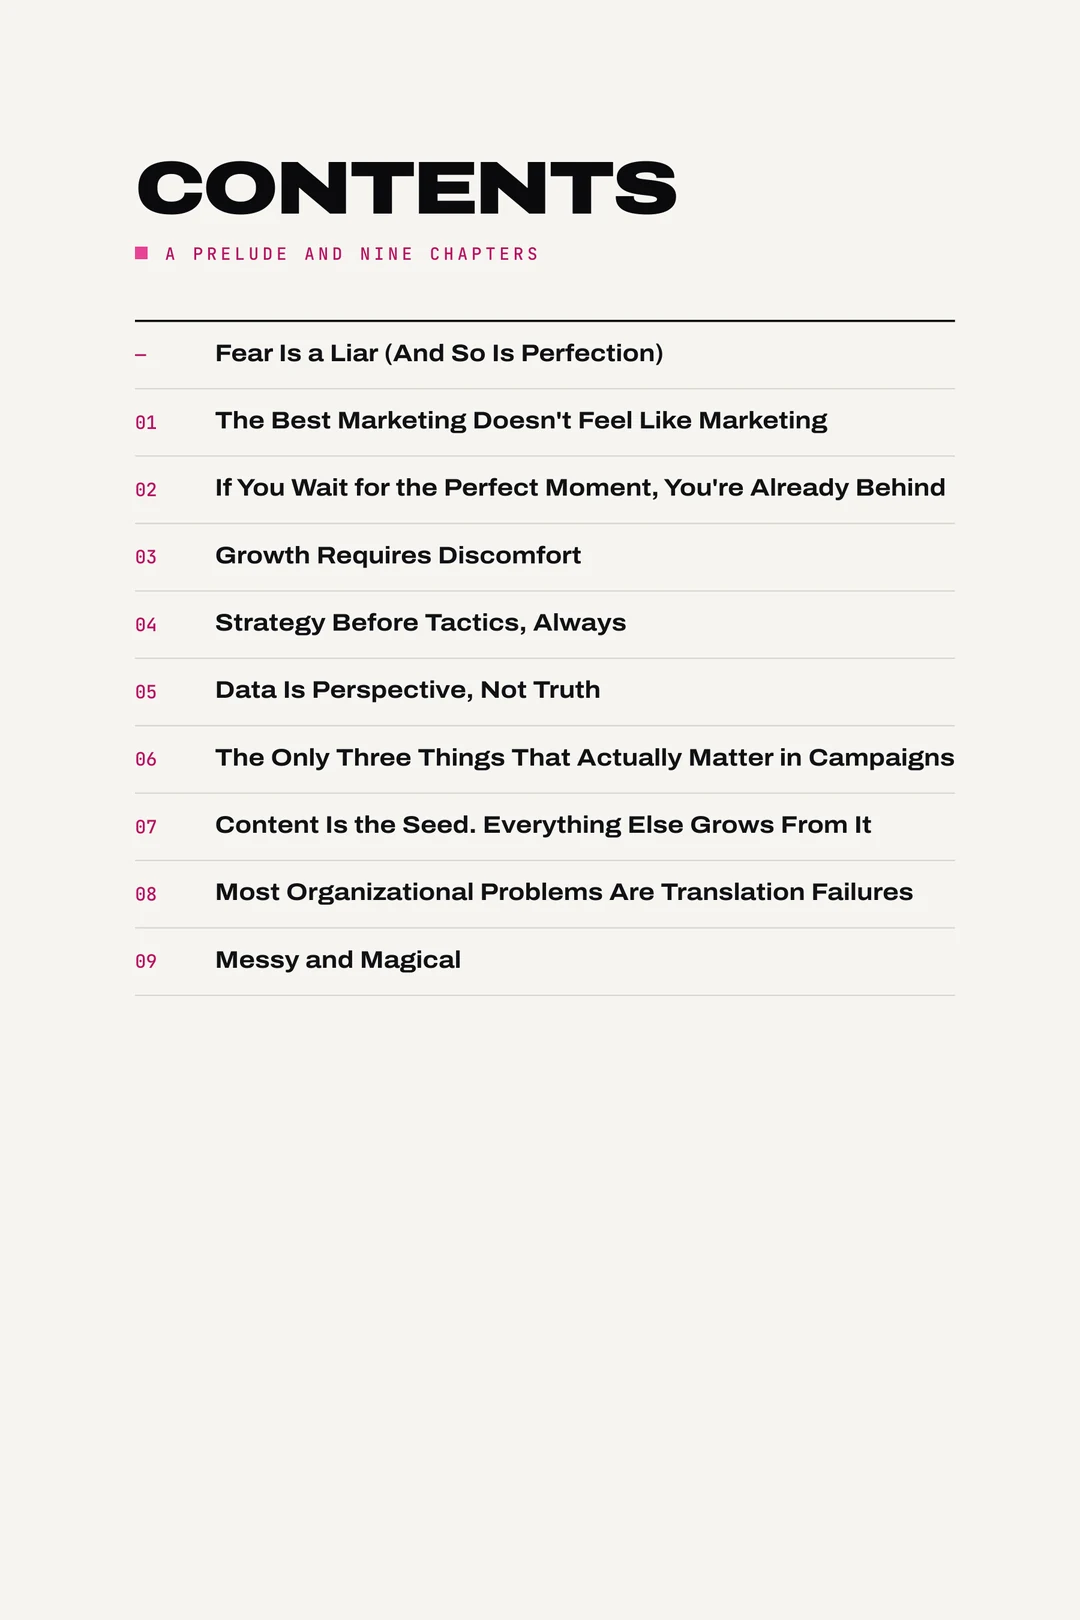 CONTENTS
A PRELUDE AND NINE CHAPTERS
— Fear Is a Liar (And So Is Perfection)
01 The Best Marketing Doesn't Feel Like Marketing
02 If You Wait for the Perfect Moment, You're Already Behind
03 Growth Requires Discomfort
04 Strategy Before Tactics, Always
05 Data Is Perspective, Not Truth
06 The Only Three Things That Actually Matter in Campaigns
07 Content Is the Seed. Everything Else Grows From It
08 Most Organizational Problems Are Translation Failures
09 Messy and Magical